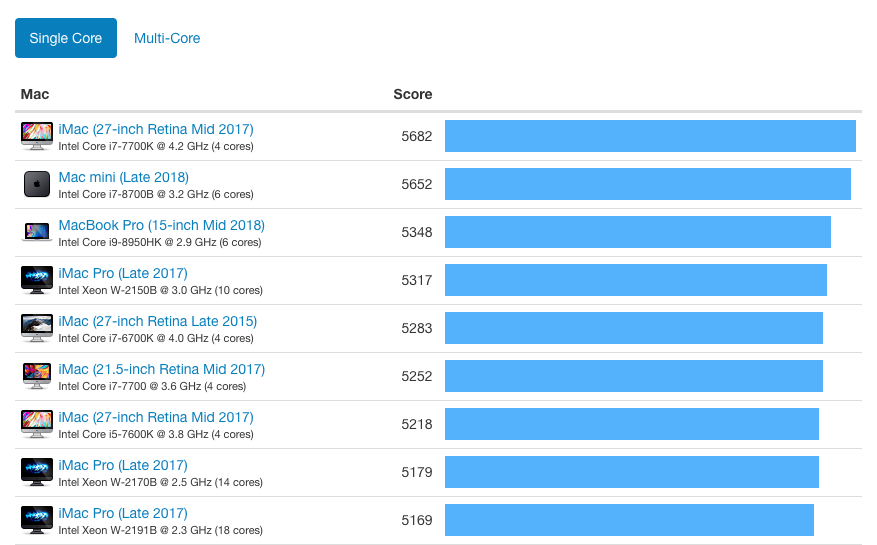 Single Core Multi-Core
Mac Score
iMac (27-inch Retina Mid 2017)
Intel Core i7-7700K @ 4.2 GHz (4 cores)
5682
Mac mini (Late 2018)
Intel Core i7-8700B @ 3.2 GHz (6 cores)
5652
MacBook Pro (15-inch Mid 2018)
Intel Core i9-8950HK @ 2.9 GHz (6 cores)
5348
iMac Pro (Late 2017)
Intel Xeon W-2150B @ 3.0 GHz (10 cores)
5317
iMac (27-inch Retina Late 2015)
Intel Core i7-6700K @ 4.0 GHz (4 cores)
5283
iMac (21.5-inch Retina Mid 2017)
Intel Core i7-7700 @ 3.6 GHz (4 cores)
5252
iMac (27-inch Retina Mid 2017)
Intel Core i5-7600K @ 3.8 GHz (4 cores)
5218
iMac Pro (Late 2017)
Intel Xeon W-2170B @ 2.5 GHz (14 cores)
5179
iMac Pro (Late 2017)
Intel Xeon W-2191B @ 2.3 GHz (18 cores)
5169